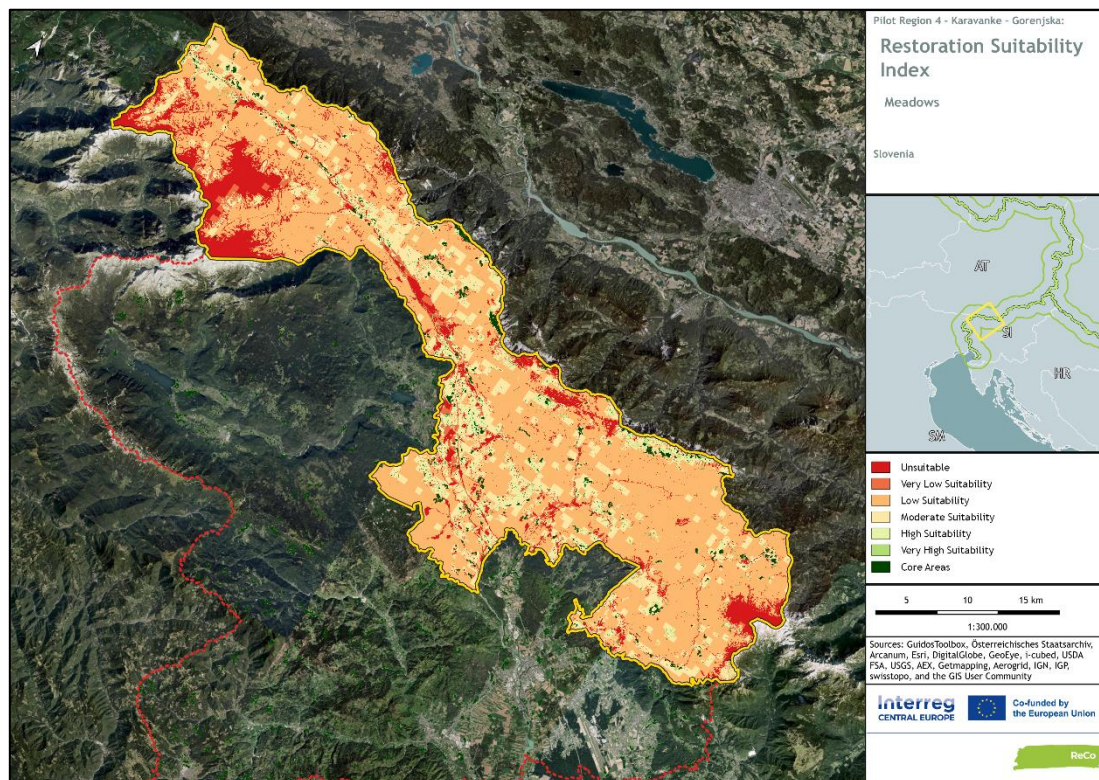 Pilot Region 4 - Karavanke - Gorenjska:
Restoration Suitability
Index
Meadows
Slovenia
AT
SI
HR
SM
Unsuitable
Very Low Suitability
Low Suitability
Moderate Suitability
High Suitability
Very High Suitability
Core Areas
5 10 15 km
1:300.000
Sources: GuidosToolbox, Österreichisches Staatsarchiv,
Arcanum, Esri, DigitalGlobe, GeoEye, i-cubed, USDA
FSA, USGS, AEX, Getmapping, Aerogrid, IGN, IGP,
swisstopo, and the GIS User Community
Interreg
CENTRAL EUROPE
Co-funded by
the European Union
ReCo